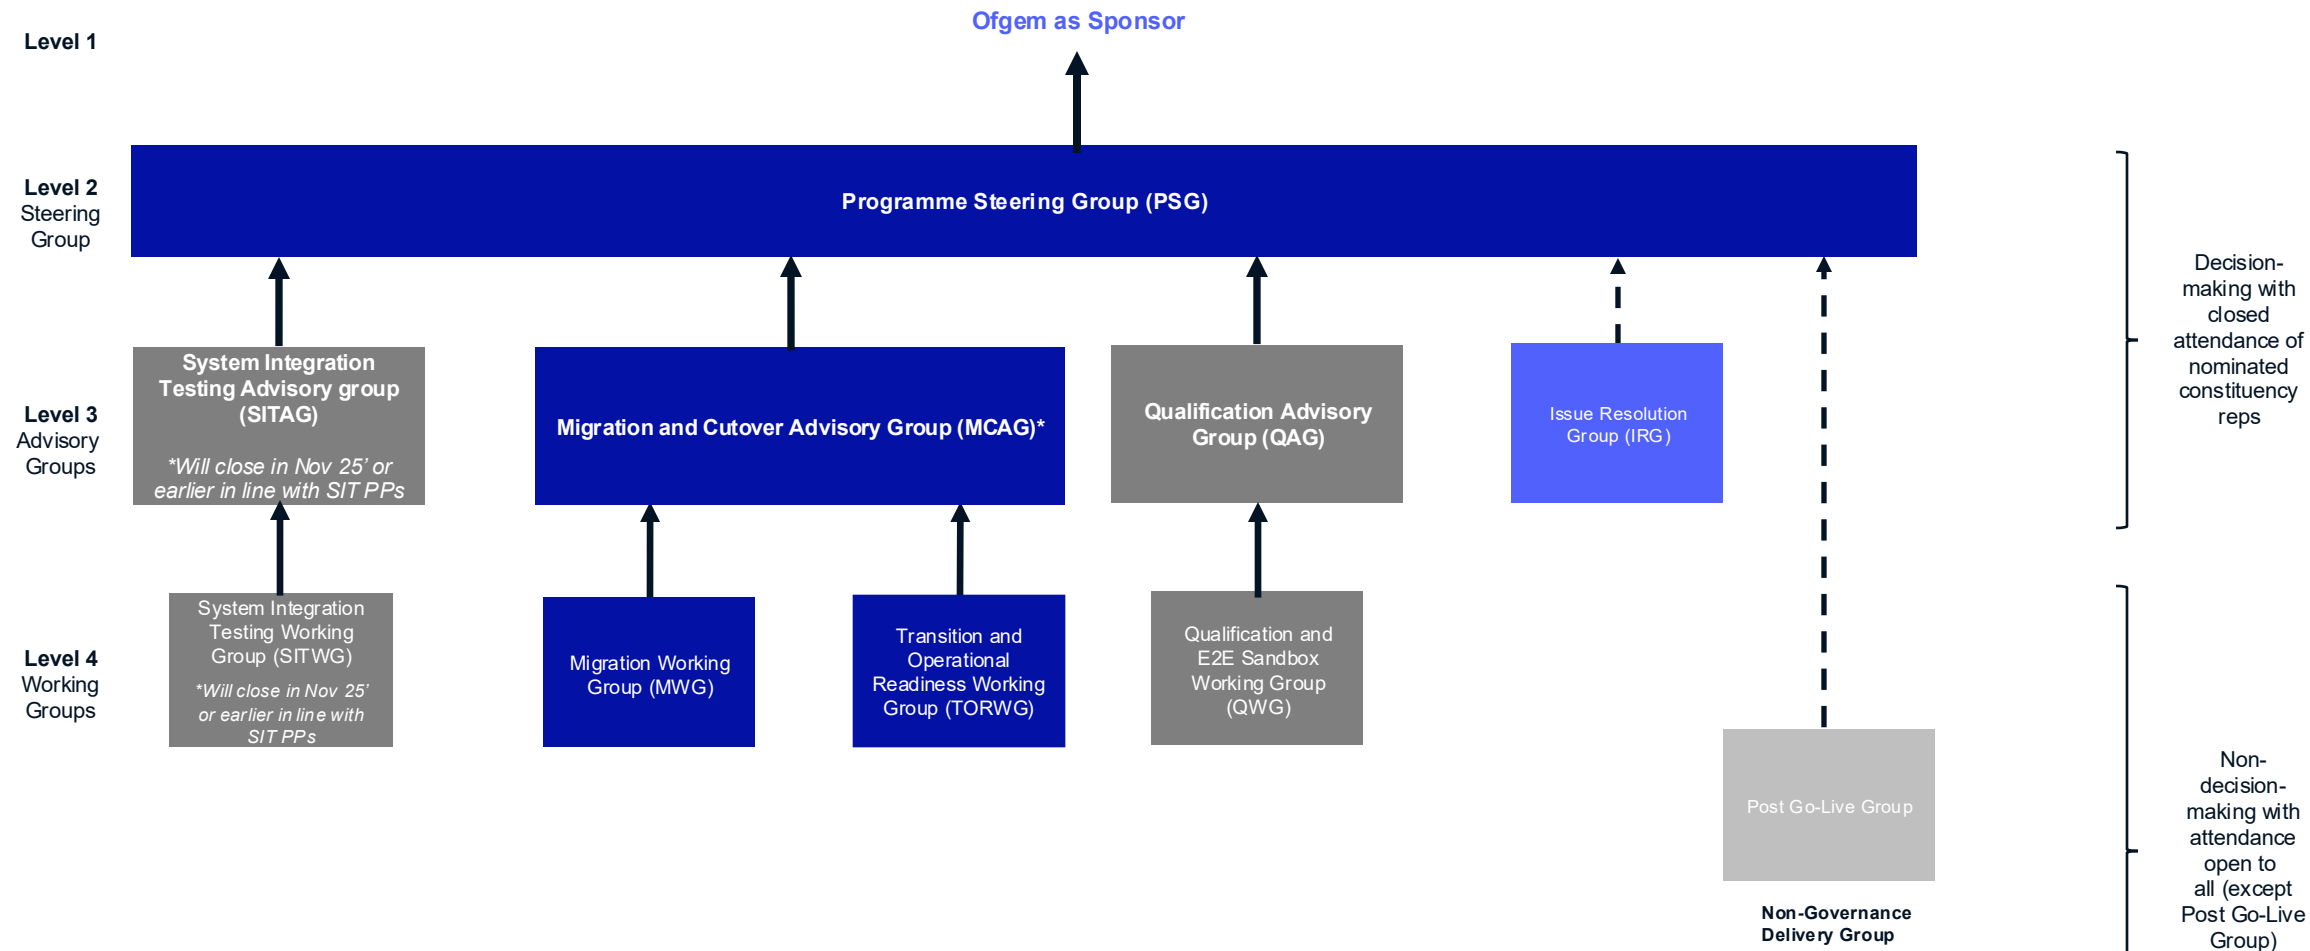 Ofgem as Sponsor
Level 1
Level 2
Steering
Group
Programme Steering Group (PSG)
Decision-
making with
closed
attendance of
nominated
constituency
reps
Level 3
Advisory
Groups
System Integration
Testing Advisory group
(SITAG)
*Will close in Nov 25' or
earlier in line with SIT PPs
Migration and Cutover Advisory Group (MCAG)*
Qualification Advisory
Group (QAG)
Issue Resolution
Group (IRG)
Level 4
Working
Groups
System Integration
Testing Working
Group (SITWG)
*Will close in Nov 25'
or earlier in line with
SIT PPs
Migration Working
Group (MWG)
Transition and
Operational
Readiness Working
Group (TORWG)
Qualification and
E2E Sandbox
Working Group
(QWG)
Post Go-Live Group
Non-Governance
Delivery Group
Non-
decision-
making with
attendance
open to
all (except
Post Go-Live
Group)